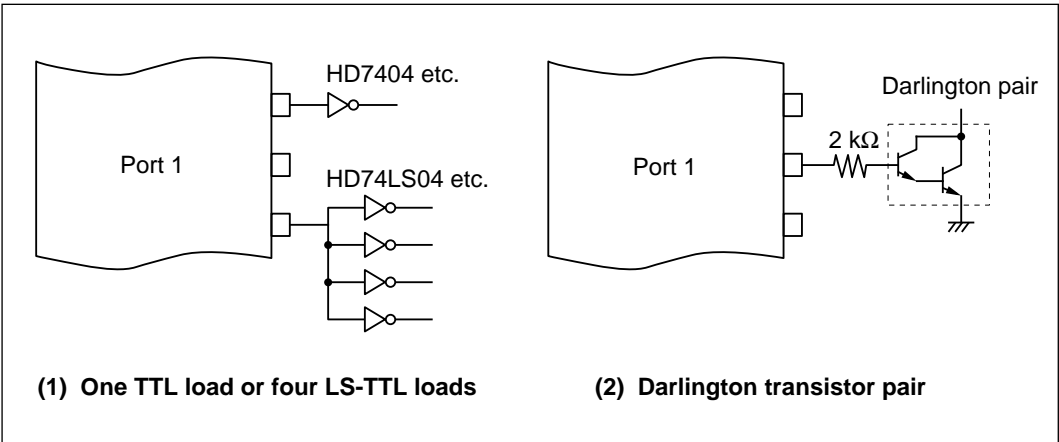 HD7404 etc.
Port 1
HD74LS04 etc.
(1) One TTL load or four LS-TTL loads
Darlington pair
2 kΩ
Port 1
(2) Darlington transistor pair